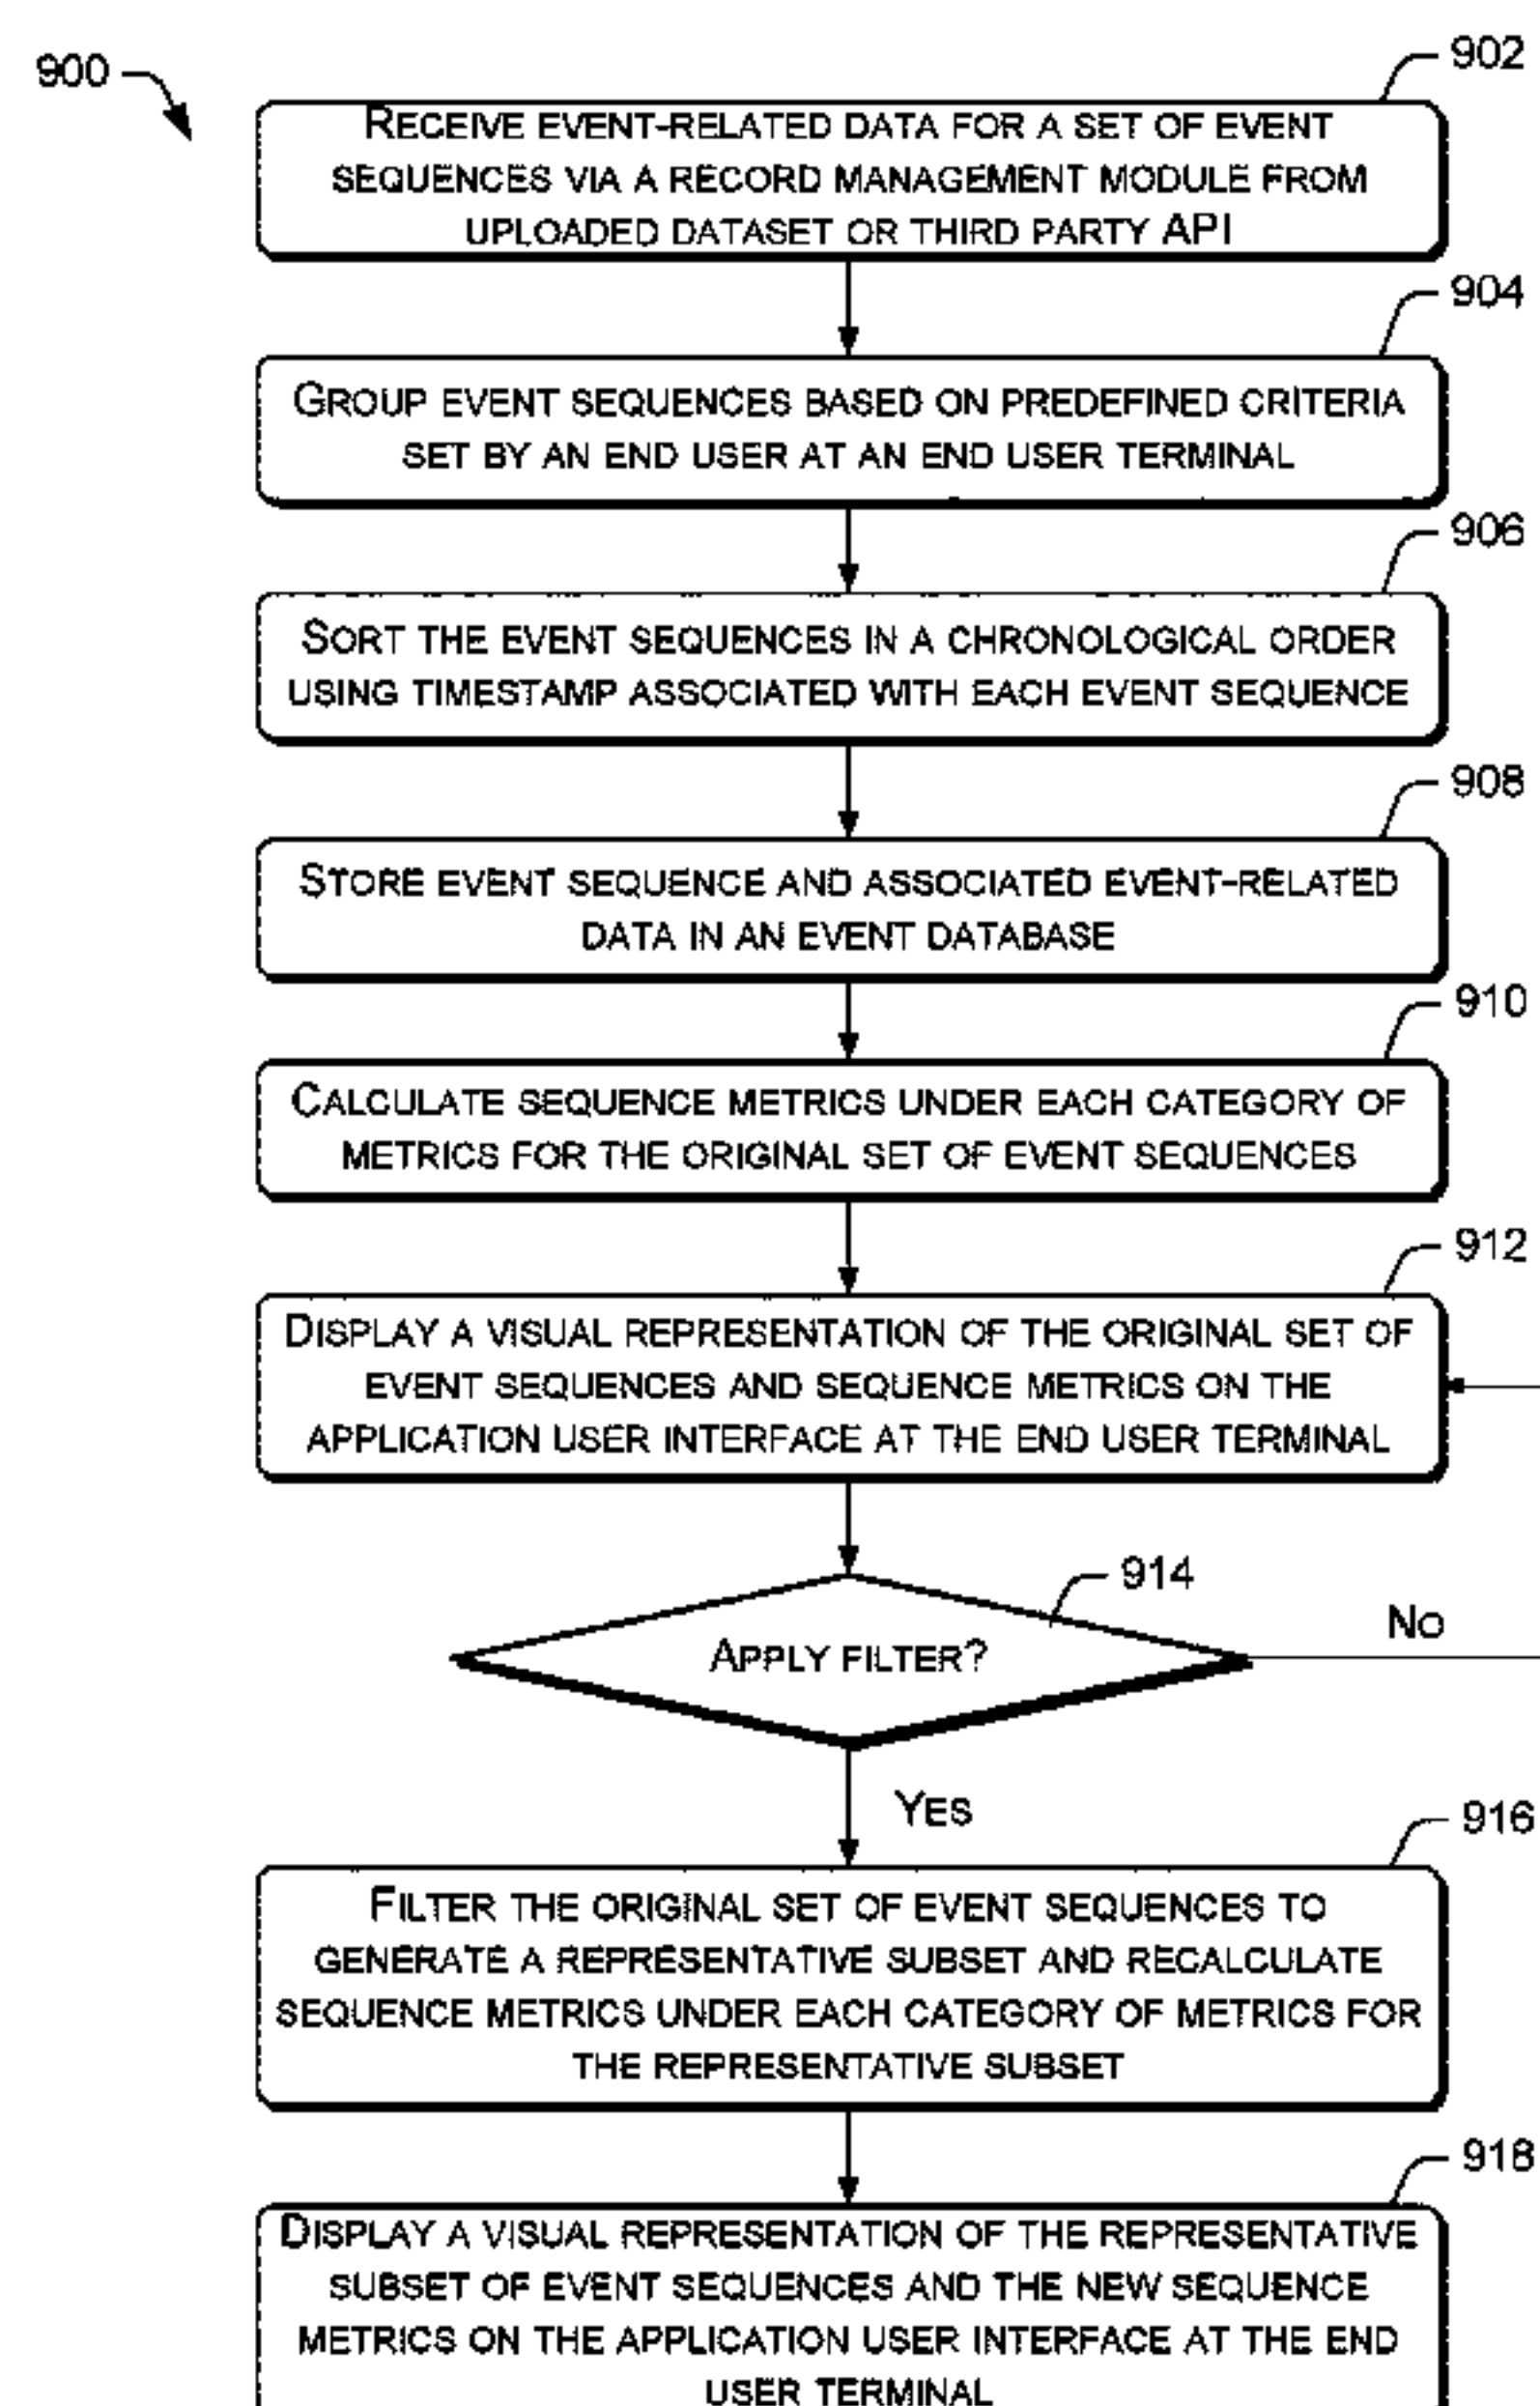 900
902
RECEIVE EVENT-RELATED DATA FOR A SET OF EVENT
SEQUENCES VIA A RECORD MANAGEMENT MODULE FROM
UPLOADED DATASET OR THIRD PARTY API
904
GROUP EVENT SEQUENCES BASED ON PREDEFINED CRITERIA
SET BY AN END USER AT AN END USER TERMINAL
906
SORT THE EVENT SEQUENCES IN A CHRONOLOGICAL ORDER
USING TIMESTAMP ASSOCIATED WITH EACH EVENT SEQUENCE
908
STORE EVENT SEQUENCE AND ASSOCIATED EVENT-RELATED
DATA IN AN EVENT DATABASE
910
CALCULATE SEQUENCE METRICS UNDER EACH CATEGORY OF
METRICS FOR THE ORIGINAL SET OF EVENT SEQUENCES
912
DISPLAY A VISUAL REPRESENTATION OF THE ORIGINAL SET OF
EVENT SEQUENCES AND SEQUENCE METRICS ON THE
APPLICATION USER INTERFACE AT THE END USER TERMINAL
914
APPLY FILTER?
NO
YES
916
FILTER THE ORIGINAL SET OF EVENT SEQUENCES TO
GENERATE A REPRESENTATIVE SUBSET AND RECALCULATE
SEQUENCE METRICS UNDER EACH CATEGORY OF METRICS FOR
THE REPRESENTATIVE SUBSET
918
DISPLAY A VISUAL REPRESENTATION OF THE REPRESENTATIVE
SUBSET OF EVENT SEQUENCES AND THE NEW SEQUENCE
METRICS ON THE APPLICATION USER INTERFACE AT THE END
USER TERMINAL